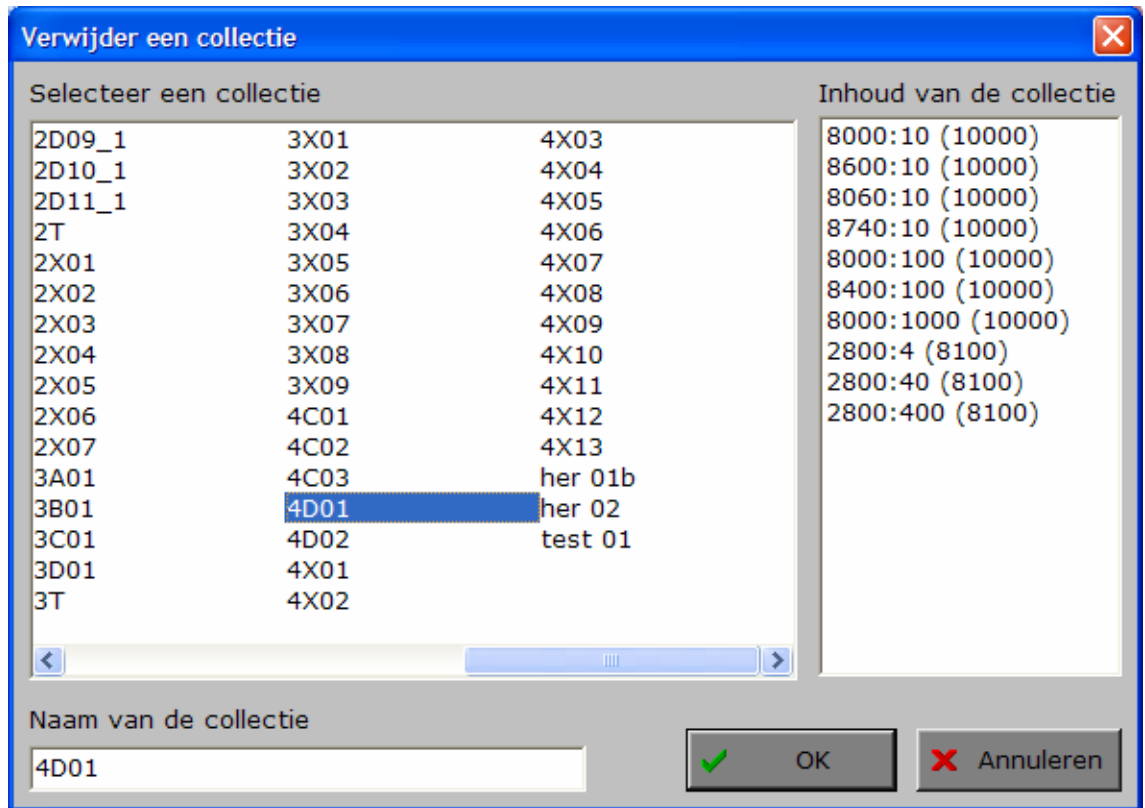 Verwijder een collectie
Selecteer een collectie
2D09_1
2D10_1
2D11_1
2T
2X01
2X02
2X03
2X04
2X05
2X06
2X07
3A01
3B01
3C01
3D01
3T
3X01
3X02
3X03
3X04
3X05
3X06
3X07
3X08
3X09
4C01
4C02
4C03
4D01
4D02
4X01
4X02
4X03
4X04
4X05
4X06
4X07
4X08
4X09
4X10
4X11
4X12
4X13
her 01b
her 02
test 01
Inhoud van de collectie
8000:10 (10000)
8600:10 (10000)
8060:10 (10000)
8740:10 (10000)
8000:100 (10000)
8400:100 (10000)
8000:1000 (10000)
2800:4 (8100)
2800:40 (8100)
2800:400 (8100)
Naam van de collectie
4D01
OK
Annuleren